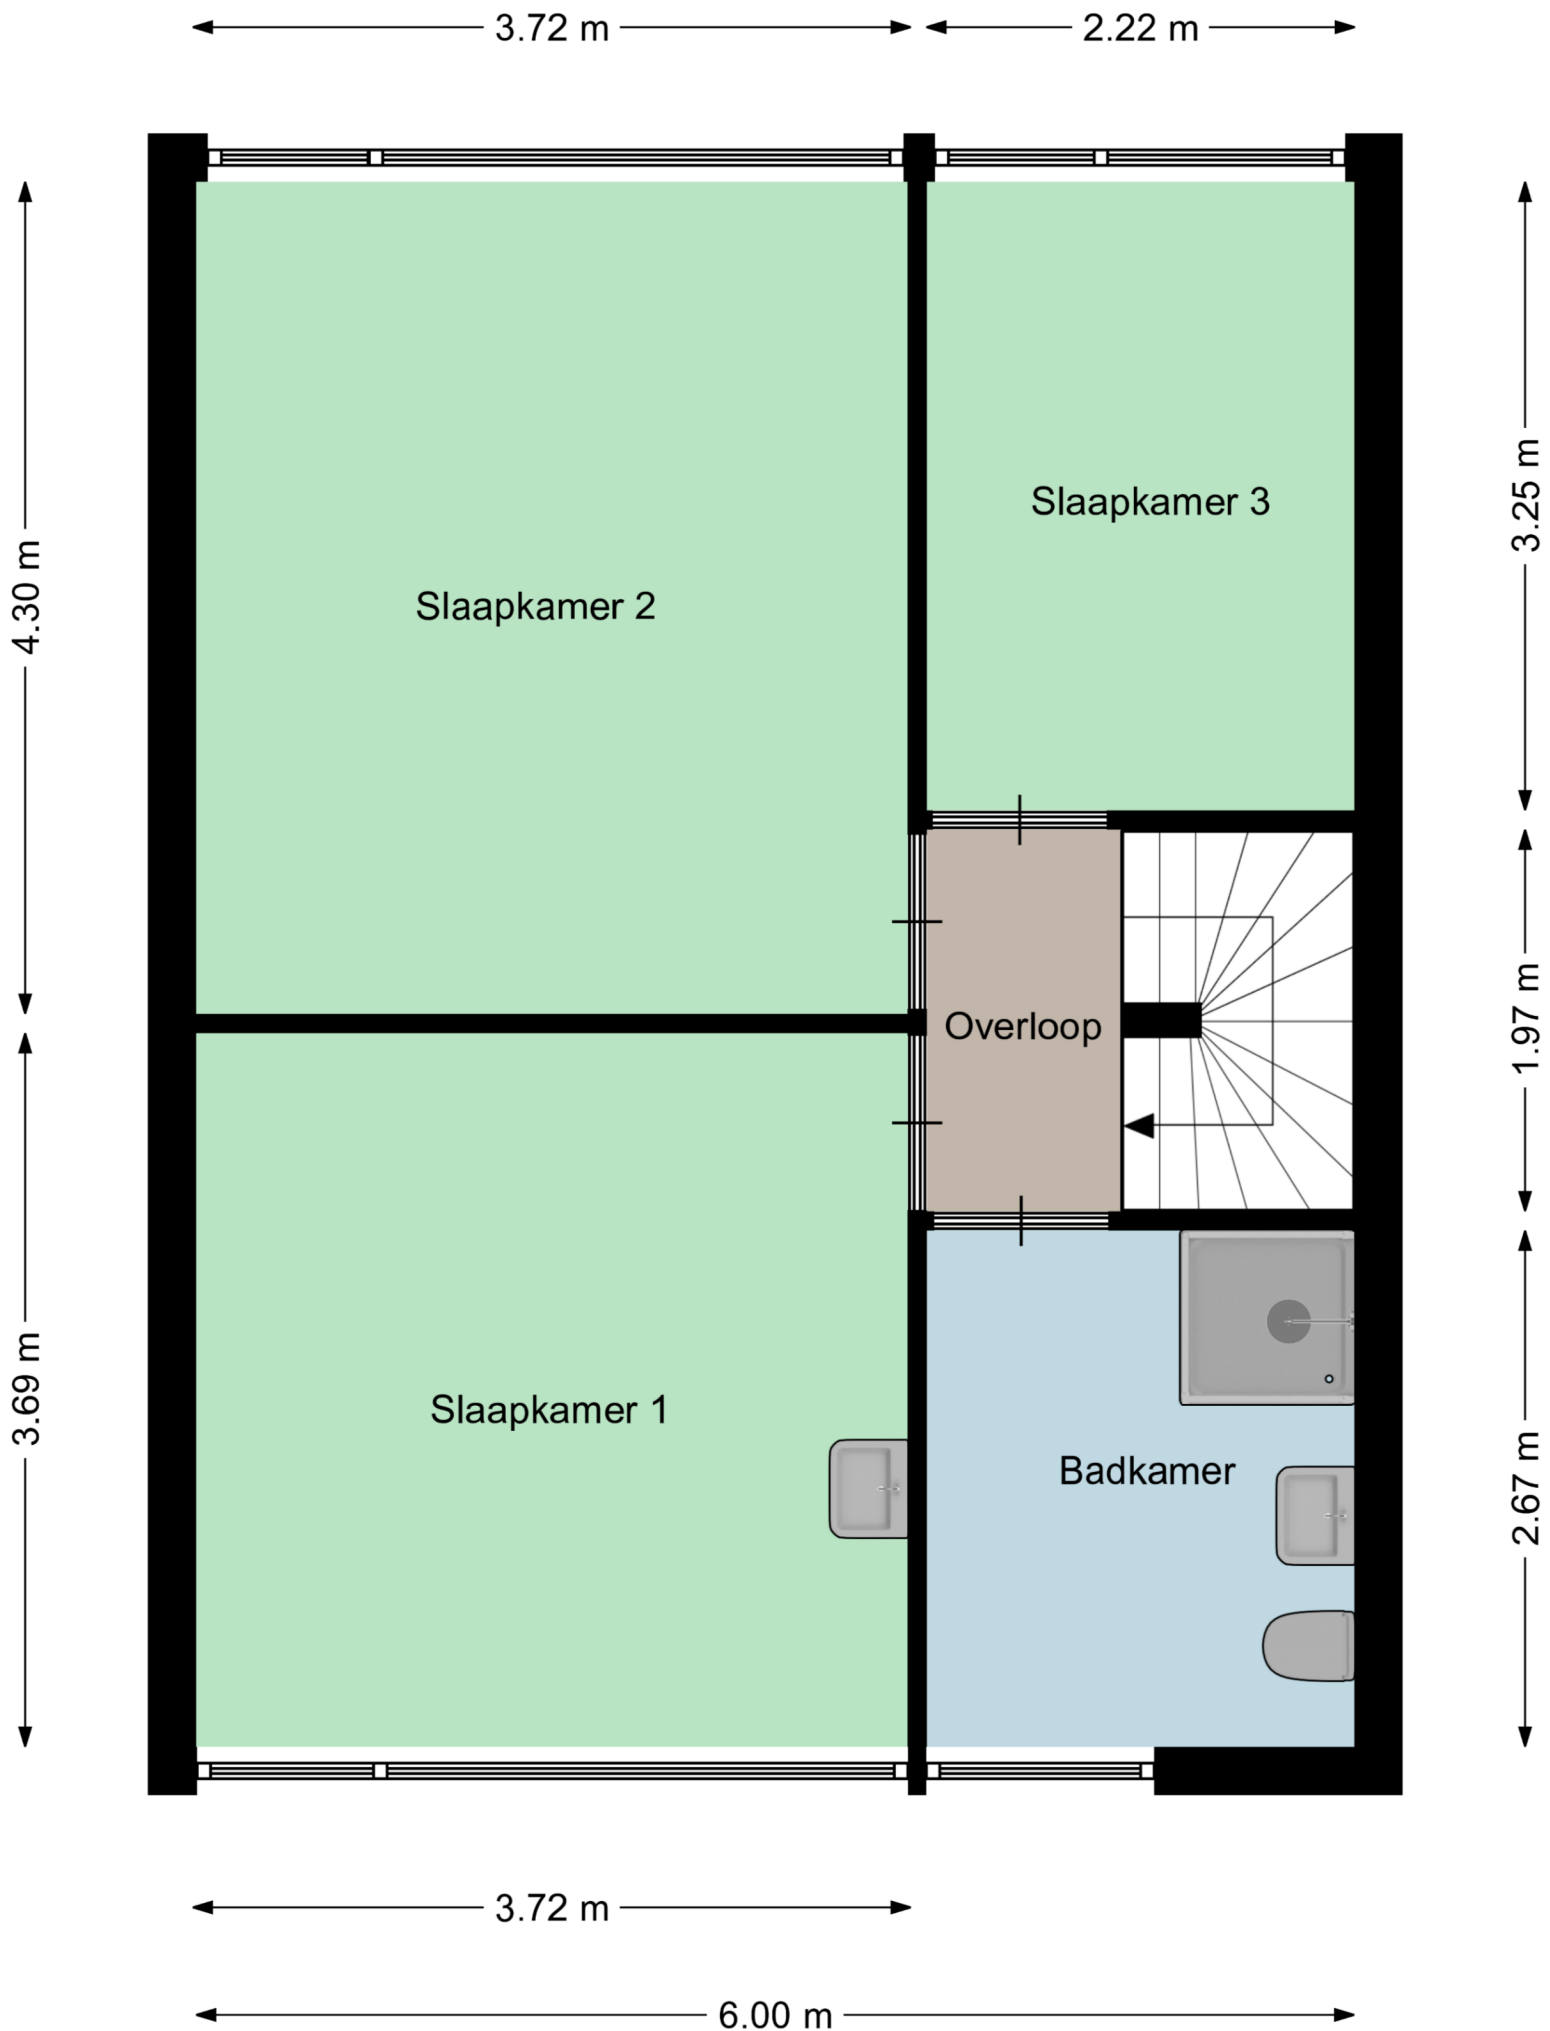 3.72 m
2.22 m
Slaapkamer 3
3.25 m
4.30 m
Slaapkamer 2
Overloop
1.97 m
3.69 m
Slaapkamer 1
Badkamer
2.67 m
3.72 m
6.00 m